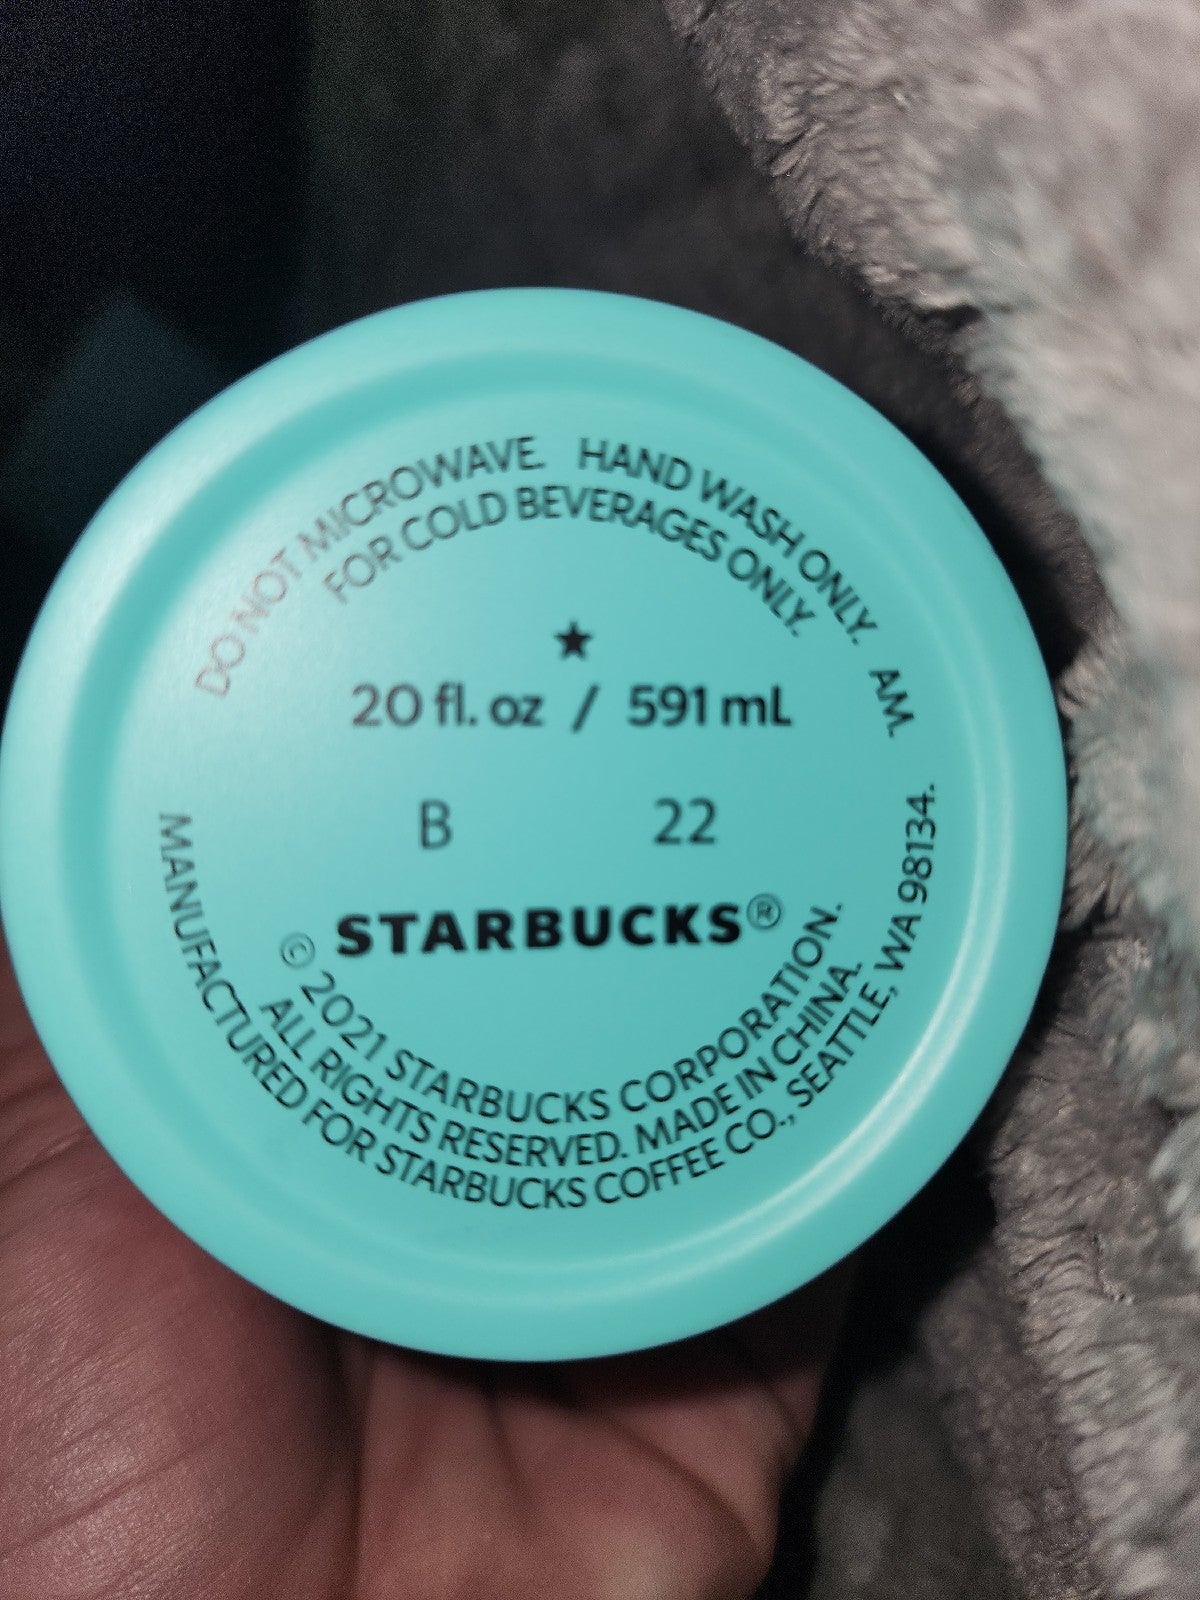 DO NOT MICROWAVE. HAND WASH ONLY. AM.
FOR COLD BEVERAGES ONLY.
20 fl. oz / 591 mL
B 22
STARBUCKS®
© 2021 STARBUCKS CORPORATION.
ALL RIGHTS RESERVED. MADE IN CHINA.
MANUFACTURED FOR STARBUCKS COFFEE CO., SEATTLE, WA 98134.